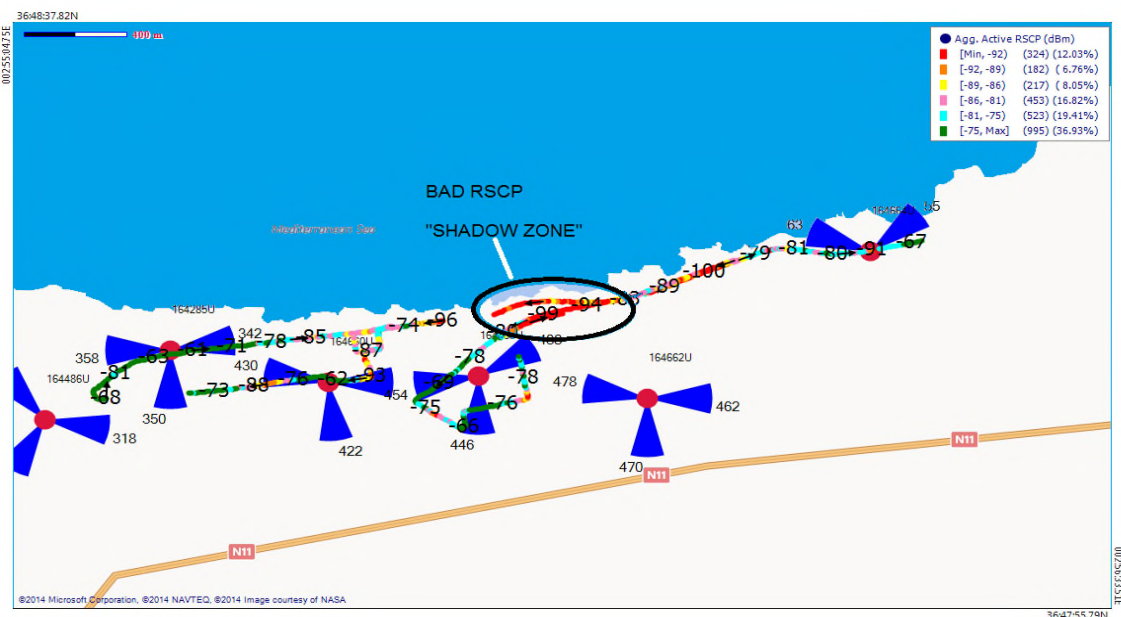 36:48:37.82N
002:55:04.75E
400 m
Agg. Active RSCP (dBm)
[Min, -92) (324) (12.03%)
[-92, -89) (182) ( 6.76%)
[-89, -86) (217) ( 8.05%)
[-86, -81) (453) (16.82%)
[-81, -75) (523) (19.41%)
[-75, Max] (995) (36.93%)
BAD RSCP
"SHADOW ZONE"
Mediterranean Sea
63
55
-67
-91
-80
-81
-79
-100
-89
-83
-94
-99
-96
-74
164285U
342
-85
-78
-71
-61
-63
358
-87
164662U
164486U
-81
-68
430
-78
-78
-73
-88
-76
-62
-93
454
-69
478
462
350
318
-75
-76
-66
446
422
470
N11
N11
N11
©2014 Microsoft Corporation, ©2014 NAVTEQ, ©2014 Image courtesy of NASA
36:47:55.79N